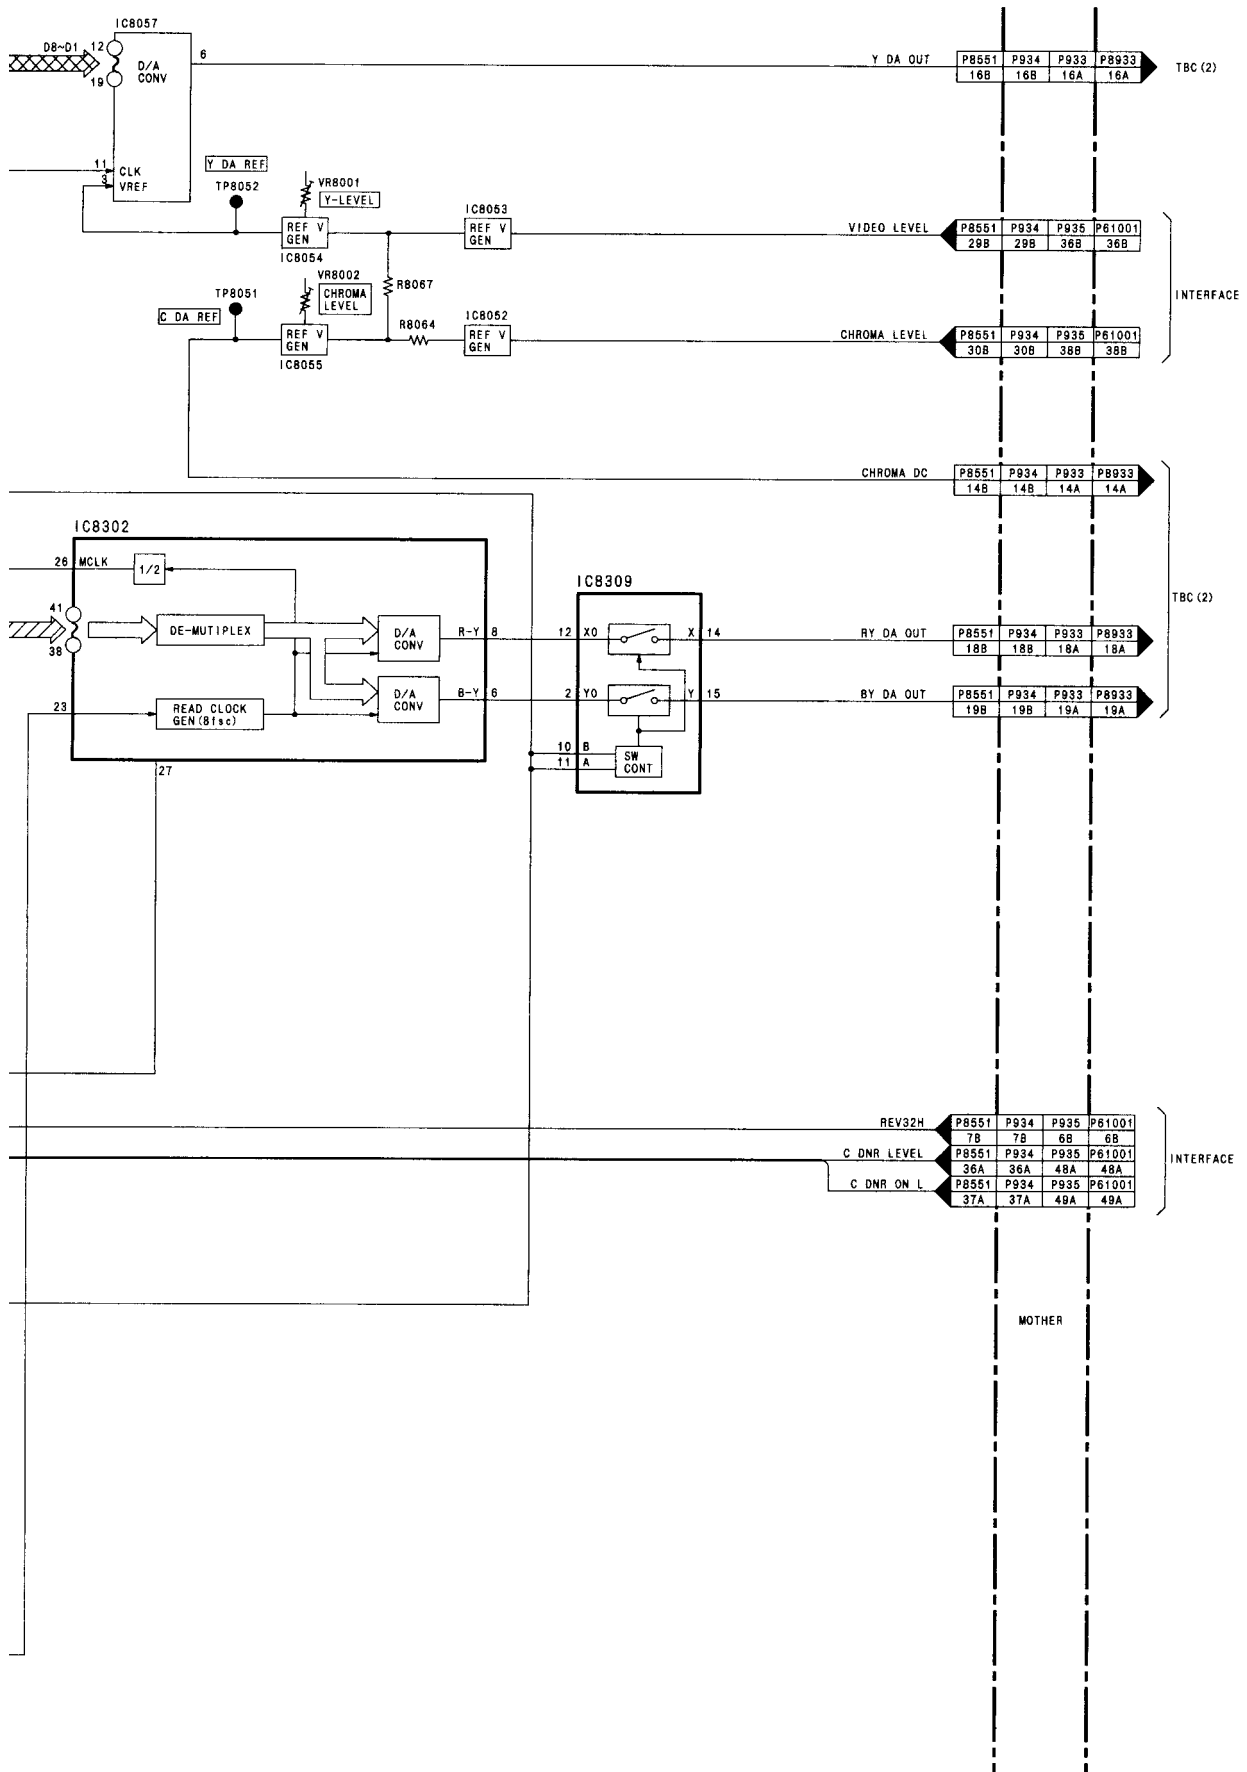 IC8057
D8~D1 12
19
D/A
CONV
6
11 CLK
3 VREF
Y DA OUT
P8551 P934 P933 P8933
16B 16B 16A 16A
TBC(2)
Y DA REF
TP8052
VR8001
Y-LEVEL
REF V
GEN
IC8054
IC8053
REF V
GEN
VIDEO LEVEL
P8551 P934 P935 P61001
29B 29B 36B 36B
INTERFACE
R8067
TP8051
C DA REF
VR8002
CHROMA
LEVEL
REF V
GEN
IC8055
R8064
IC8052
REF V
GEN
CHROMA LEVEL
P8551 P934 P935 P61001
30B 30B 38B 38B
CHROMA DC
P8551 P934 P933 P8933
14B 14B 14A 14A
TBC(2)
IC8302
26 MCLK
1/2
41
38
DE-MUTIPLEX
D/A
CONV
R-Y 8
D/A
CONV
B-Y 6
23
READ CLOCK
GEN(8fsc)
27
IC8309
12 X0 X 14
2 Y0 Y 15
10 B
11 A
SW
CONT
RY DA OUT
P8551 P934 P933 P8933
18B 18B 18A 18A
BY DA OUT
P8551 P934 P933 P8933
19B 19B 19A 19A
REV32H
P8551 P934 P935 P61001
7B 7B 6B 6B
C DNR LEVEL
P8551 P934 P935 P61001
36A 36A 48A 48A
C DNR ON L
P8551 P934 P935 P61001
37A 37A 49A 49A
INTERFACE
MOTHER